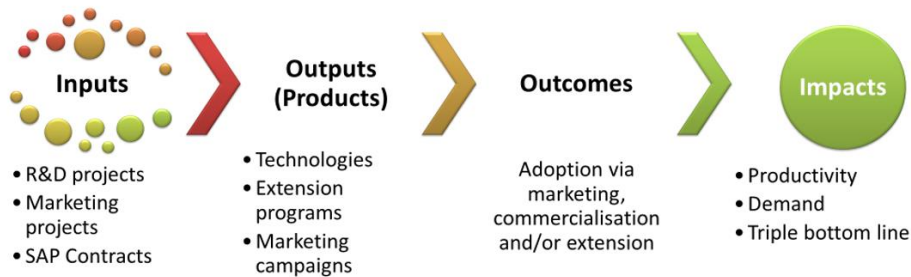 Inputs
• R&D projects
• Marketing
projects
• SAP Contracts
Outputs
(Products)
• Technologies
• Extension
programs
• Marketing
campaigns
Outcomes
Adoption via
marketing,
commercialisation
and/or extension
Impacts
• Productivity
• Demand
• Triple bottom line